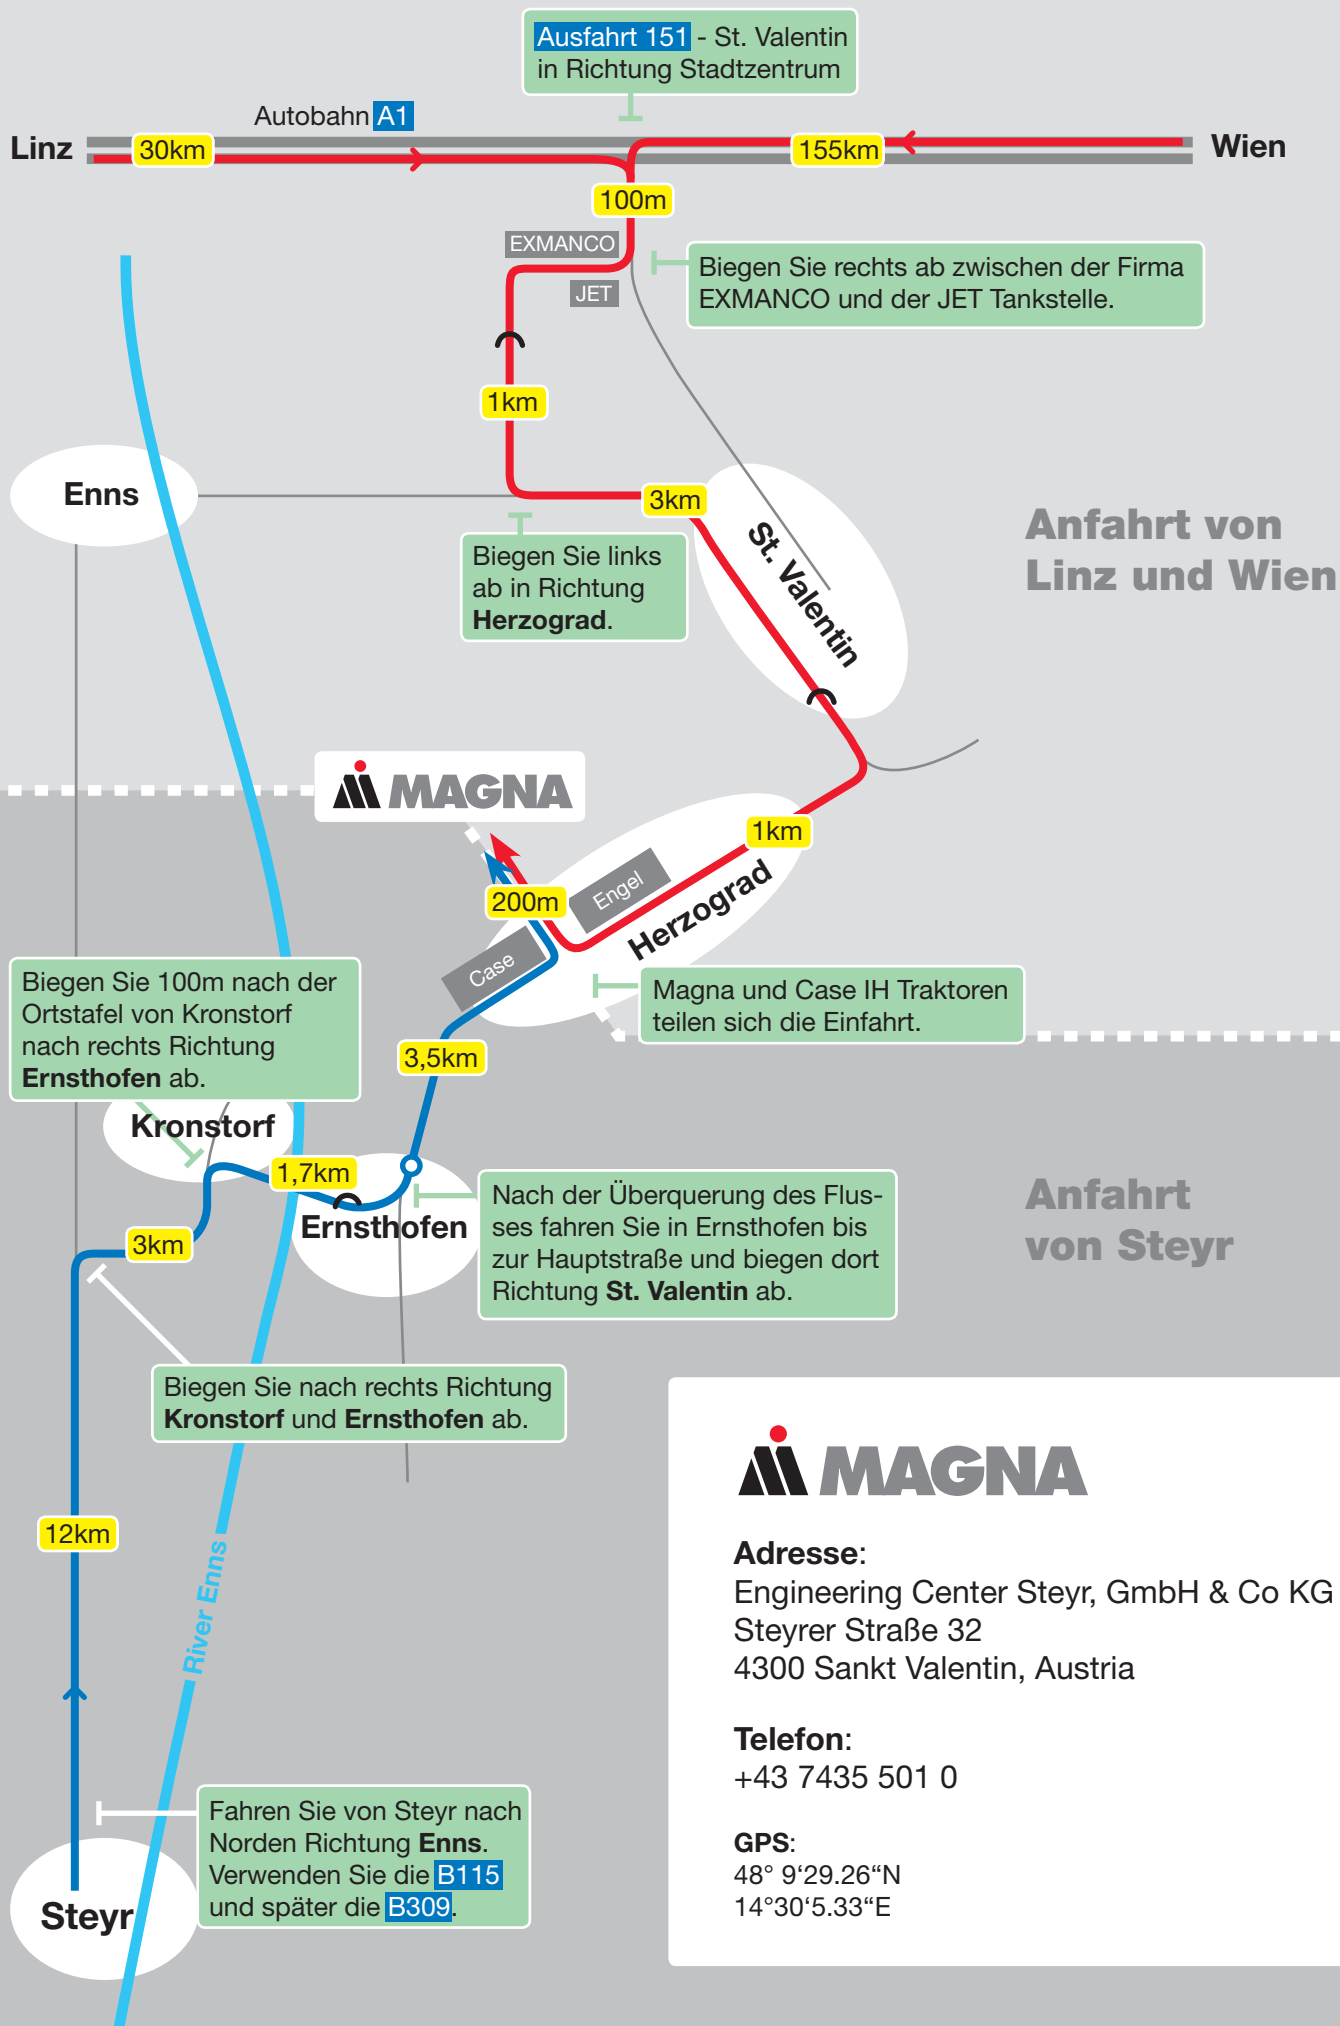 Ausfahrt 151 - St. Valentin
in Richtung Stadtzentrum
Autobahn A1
Linz
30km
155km
Wien
100m
EXMANCO
JET
Biegen Sie rechts ab zwischen der Firma
EXMANCO und der JET Tankstelle.
1km
Enns
3km
St. Valentin
Anfahrt von
Linz und Wien
Biegen Sie links
ab in Richtung
Herzograd.
MAGNA
1km
Engel
Herzograd
200m
Case
Magna und Case IH Traktoren
teilen sich die Einfahrt.
Biegen Sie 100m nach der
Ortstafel von Kronstorf
nach rechts Richtung
Ernsthofen ab.
3,5km
Kronstorf
1,7km
Ernsthofen
Nach der Überquerung des Flus-
ses fahren Sie in Ernsthofen bis
zur Hauptstraße und biegen dort
Richtung St. Valentin ab.
Anfahrt
von Steyr
3km
Biegen Sie nach rechts Richtung
Kronstorf und Ernsthofen ab.
12km
River Enns
Fahren Sie von Steyr nach
Norden Richtung Enns.
Verwenden Sie die B115
und später die B309.
Steyr
MAGNA
Adresse:
Engineering Center Steyr, GmbH & Co KG
Steyrer Straße 32
4300 Sankt Valentin, Austria
Telefon:
+43 7435 501 0
GPS:
48° 9‘29.26“N
14°30‘5.33“E